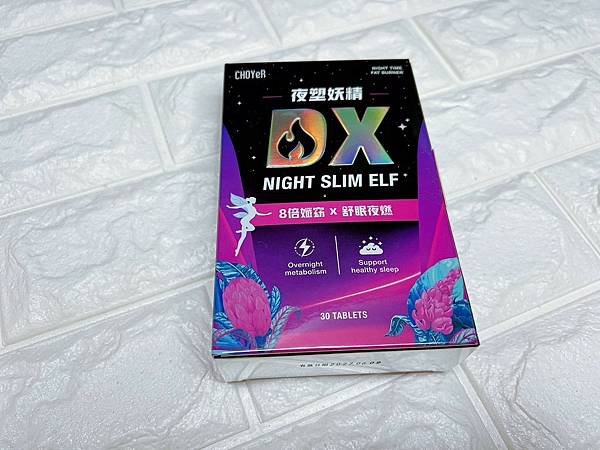 CHOYeR
NIGHT TIME
FAT BURNER
夜塑妖精
DX
NIGHT SLIM ELF
8倍孅窈 x 舒眠夜燃
Overnight
metabolism
Support
healthy sleep
30 TABLETS